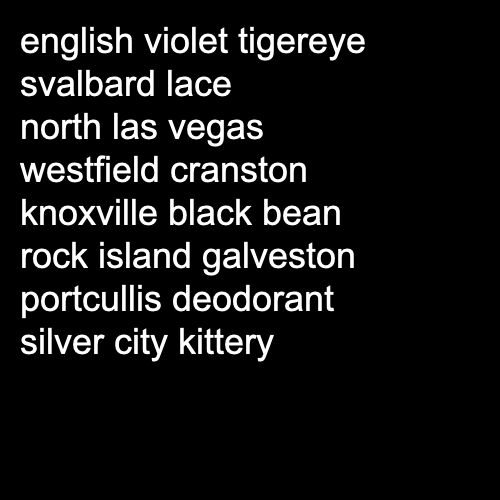 english violet tigereye
svalbard lace
north las vegas
westfield cranston
knoxville black bean
rock island galveston
portcullis deodorant
silver city kittery